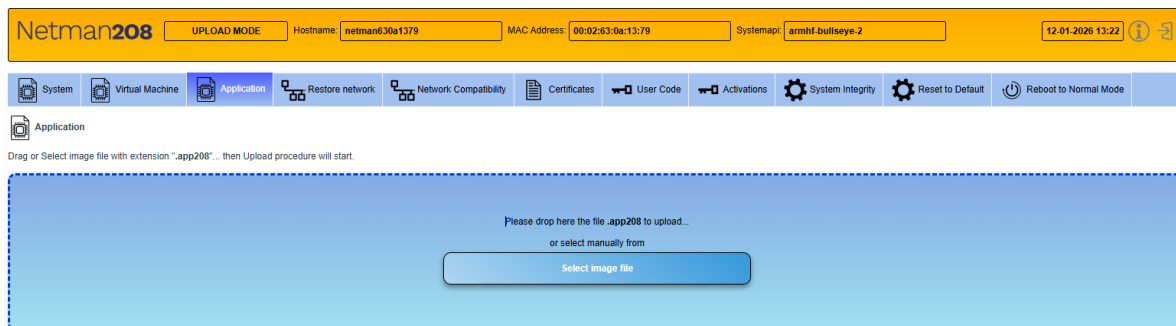 Netman208 UPLOAD MODE Hostname: netman630a1379 MAC Address: 00:02:63:0a:13:79 Systemapi: armhf-bullseye-2 12-01-2026 13:22
System Virtual Machine Application Restore network Network Compatibility Certificates User Code Activations System Integrity Reset to Default Reboot to Normal Mode
Application
Drag or Select image file with extension ".app208"... then Upload procedure will start.
Please drop here the file .app208 to upload...
or select manually from
Select image file